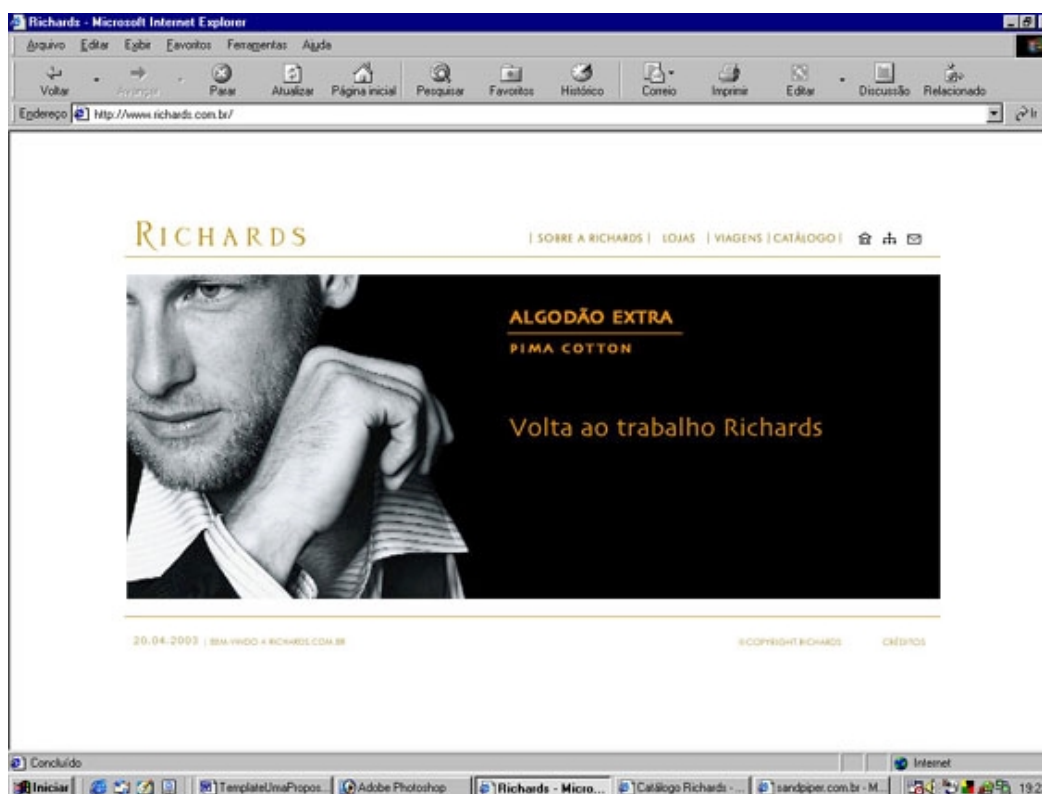 Richards - Microsoft Internet Explorer
Arquivo Editar Exibir Favoritos Ferramentas Ajuda
Voltar Avançar Parar Atualizar Página inicial Pesquisar Favoritos Histórico Correio Imprimir Editar Discussão Relacionado
Endereço http://www.richards.com.br/ Ir
RICHARDS
| SOBRE A RICHARDS | LOJAS | VIAGENS | CATÁLOGO |
ALGODÃO EXTRA
PIMA COTTON
Volta ao trabalho Richards
20.04.2003 | BEM-VINDO A RICHARDS.COM.BR
©COPYRIGHT RICHARDS CRÉDITOS
Concluído Internet
Iniciar TemplateUmaPropos... Adobe Photoshop Richards - Micro... Catálogo Richards - ... sandpiper.com.br - M... 19:2